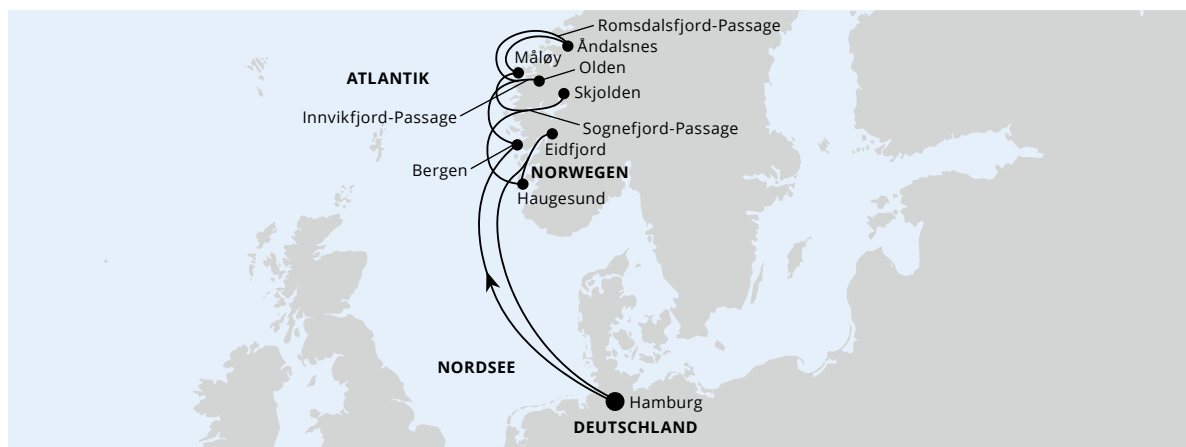 Romsdalsfjord-Passage
Åndalsnes
Måløy
Olden
ATLANTIK
Skjolden
Innvikfjord-Passage
Sognefjord-Passage
Eidfjord
Bergen
NORWEGEN
Haugesund
NORDSEE
Hamburg
DEUTSCHLAND